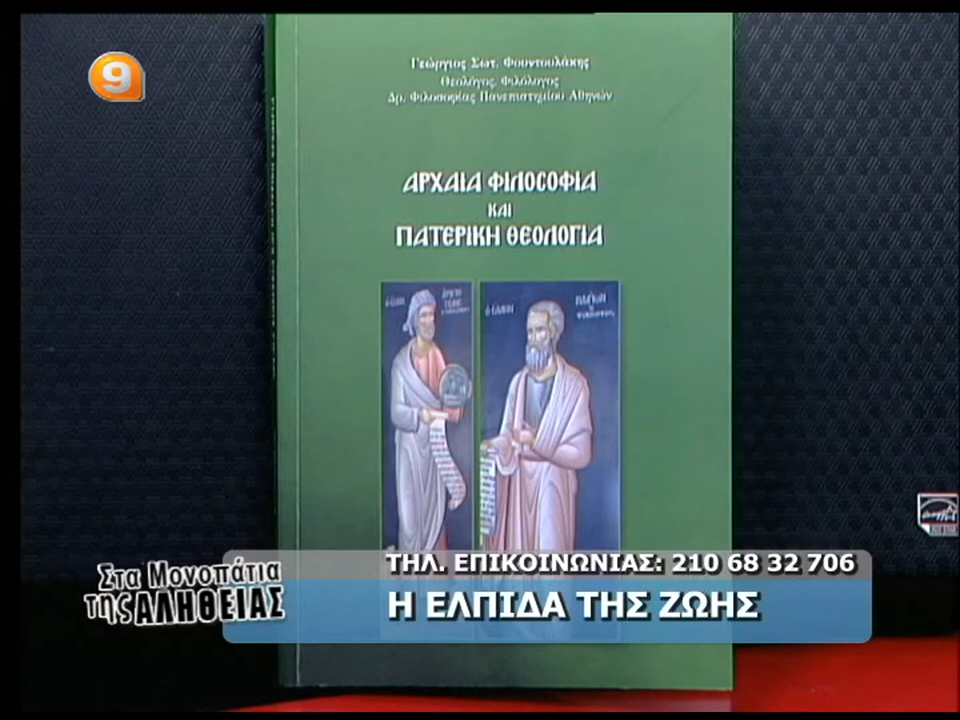 9
Γεώργιος Σωτ. Φουντουλάκης
Θεολόγος, Φιλόλογος
Δρ. Φιλοσοφίας Πανεπιστημίου Αθηνών
ΑΡΧΑΙΑ ΦΙΛΟΣΟΦΙΑ
ΚΑΙ
ΠΑΤΕΡΙΚΗ ΘΕΟΛΟΓΙΑ
ΤΗΛ. ΕΠΙΚΟΙΝΩΝΙΑΣ: 210 68 32 706
Στα Μονοπάτια
της ΑΛΗΘΕΙΑΣ
Η ΕΛΠΙΔΑ ΤΗΣ ΖΩΗΣ